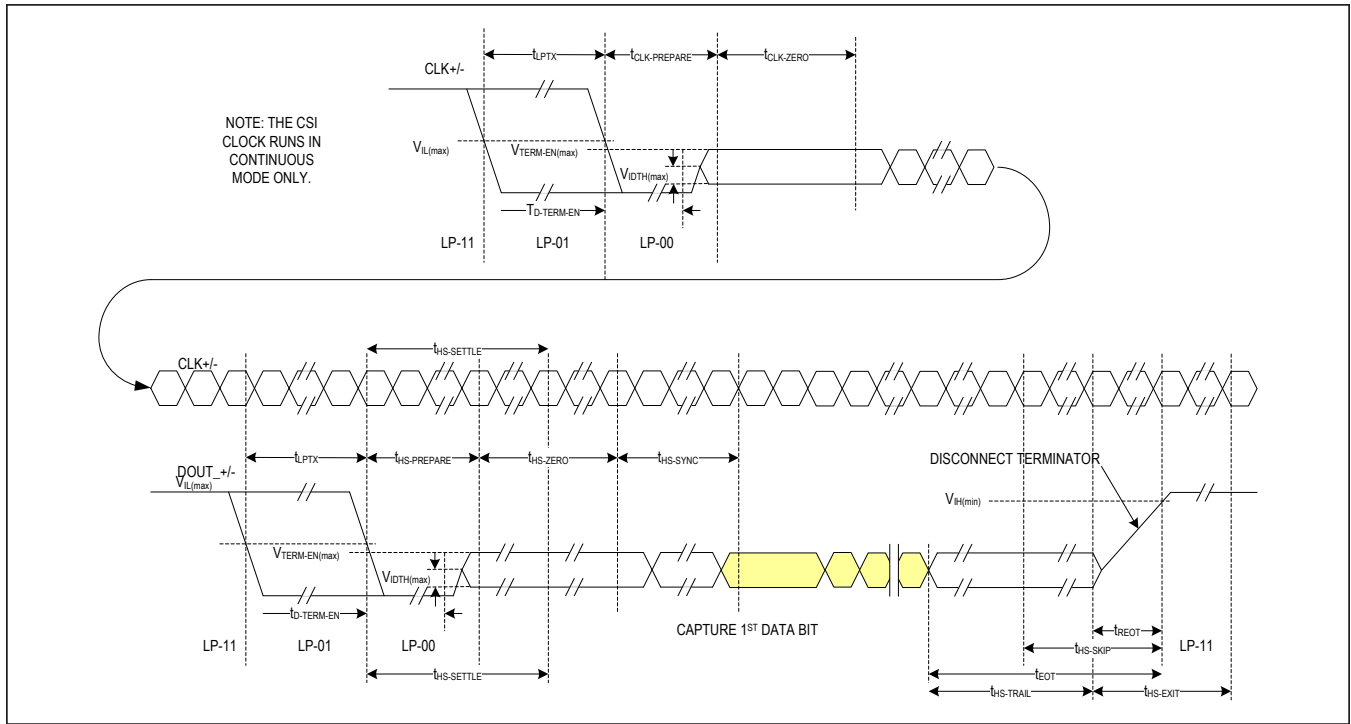 tLPTX
tCLK-PREPARE
tCLK-ZERO
CLK+/-
NOTE: THE CSI
CLOCK RUNS IN
CONTINUOUS
MODE ONLY.
VIL(max)
VTERM-EN(max)
VIDTH(max)
TD-TERM-EN
LP-11
LP-01
LP-00
tHS-SETTLE
CLK+/-
tLPTX
tHS-PREPARE
tHS-ZERO
tHS-SYNC
DISCONNECT TERMINATOR
DOUT_+/-
VIL(max)
VIH(min)
VTERM-EN(max)
VIDTH(max)
tD-TERM-EN
CAPTURE 1ST DATA BIT
LP-11
LP-01
LP-00
tREOT
LP-11
tHS-SKIP
tHS-SETTLE
tEOT
tHS-TRAIL
tHS-EXIT